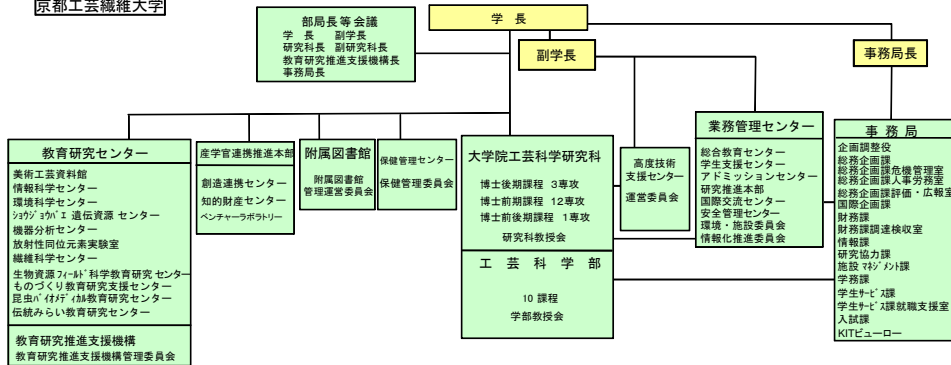 京都工芸繊維大学
学 長
部局長等会議
学 長 副学長
研究科長 副研究科長
教育研究推進支援機構長
事務局長
副学長
事務局長
教育研究センター
美術工芸資料館
情報科学センター
環境科学センター
ショウジョウバエ 遺伝資源 センター
機器分析センター
放射性同位元素実験室
繊維科学センター
生物資源フィールド科学教育研究 センター
ものづくり教育研究支援センター
昆虫バイオメディカル教育研究センター
伝統みらい教育研究センター
教育研究推進支援機構
教育研究推進支援機構管理委員会
産学官連携推進本部
創造連携センター
知的財産センター
ベンチャーラボラトリー
附属図書館
附属図書館
管理運営委員会
保健管理センター
保健管理委員会
大学院工芸科学研究科
博士後期課程 3専攻
博士前期課程 12専攻
博士前後期課程 1専攻
研究科教授会
工 芸 科 学 部
10 課程
学部教授会
高度技術
支援センター
運営委員会
業務管理センター
総合教育センター
学生支援センター
アドミッションセンター
研究推進本部
国際交流センター
安全管理センター
環境・施設委員会
情報化推進委員会
事 務 局
企画調整役
総務企画課
総務企画課危機管理室
総務企画課人事労務室
総務企画課評価・広報室
国際企画課
財務課
財務課調達検収室
情報課
研究協力課
施設 マネジメント課
学務課
学生サービス課
学生サービス課就職支援室
入試課
KITビューロー